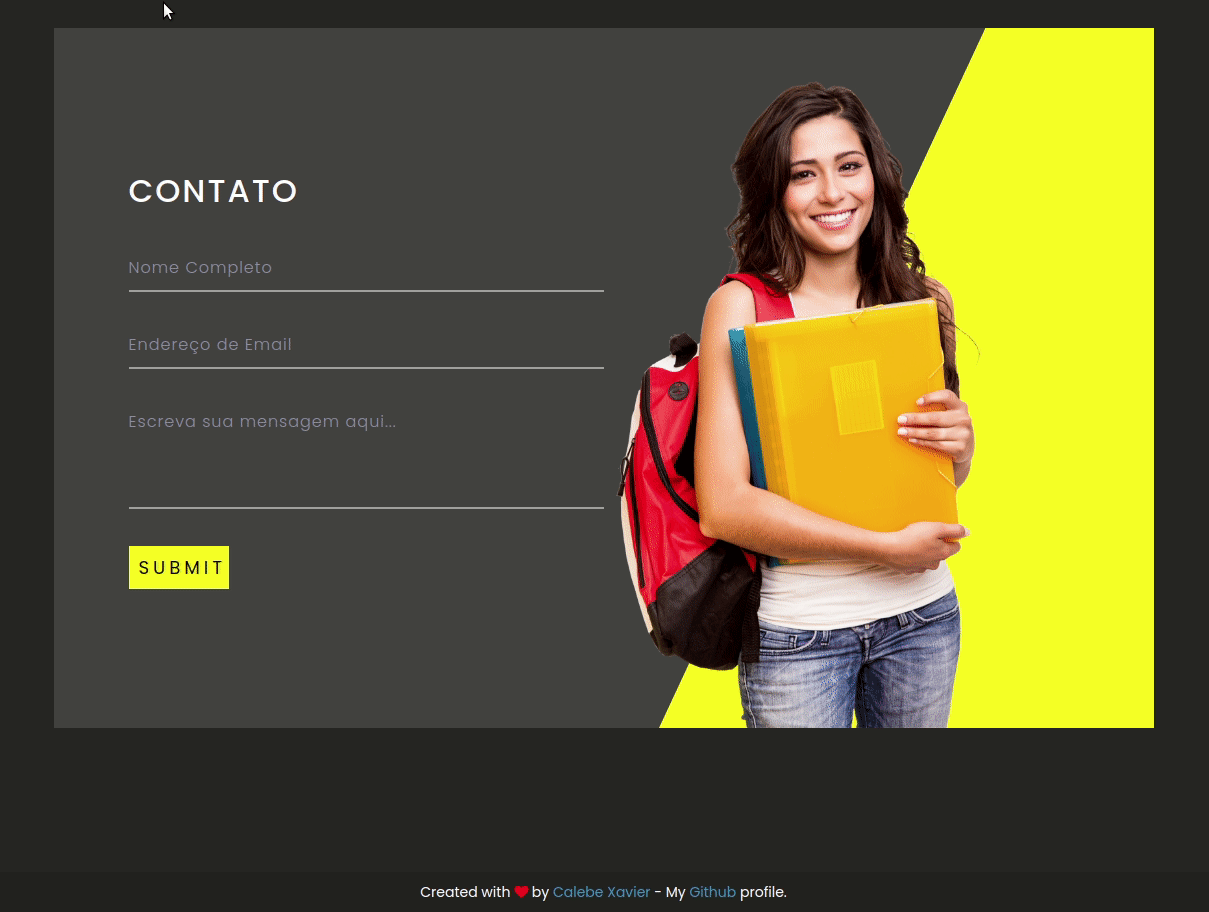 CONTATO
Nome Completo
Endereço de Email
Escreva sua mensagem aqui...
SUBMIT
Created with ❤ by Calebe Xavier - My Github profile.